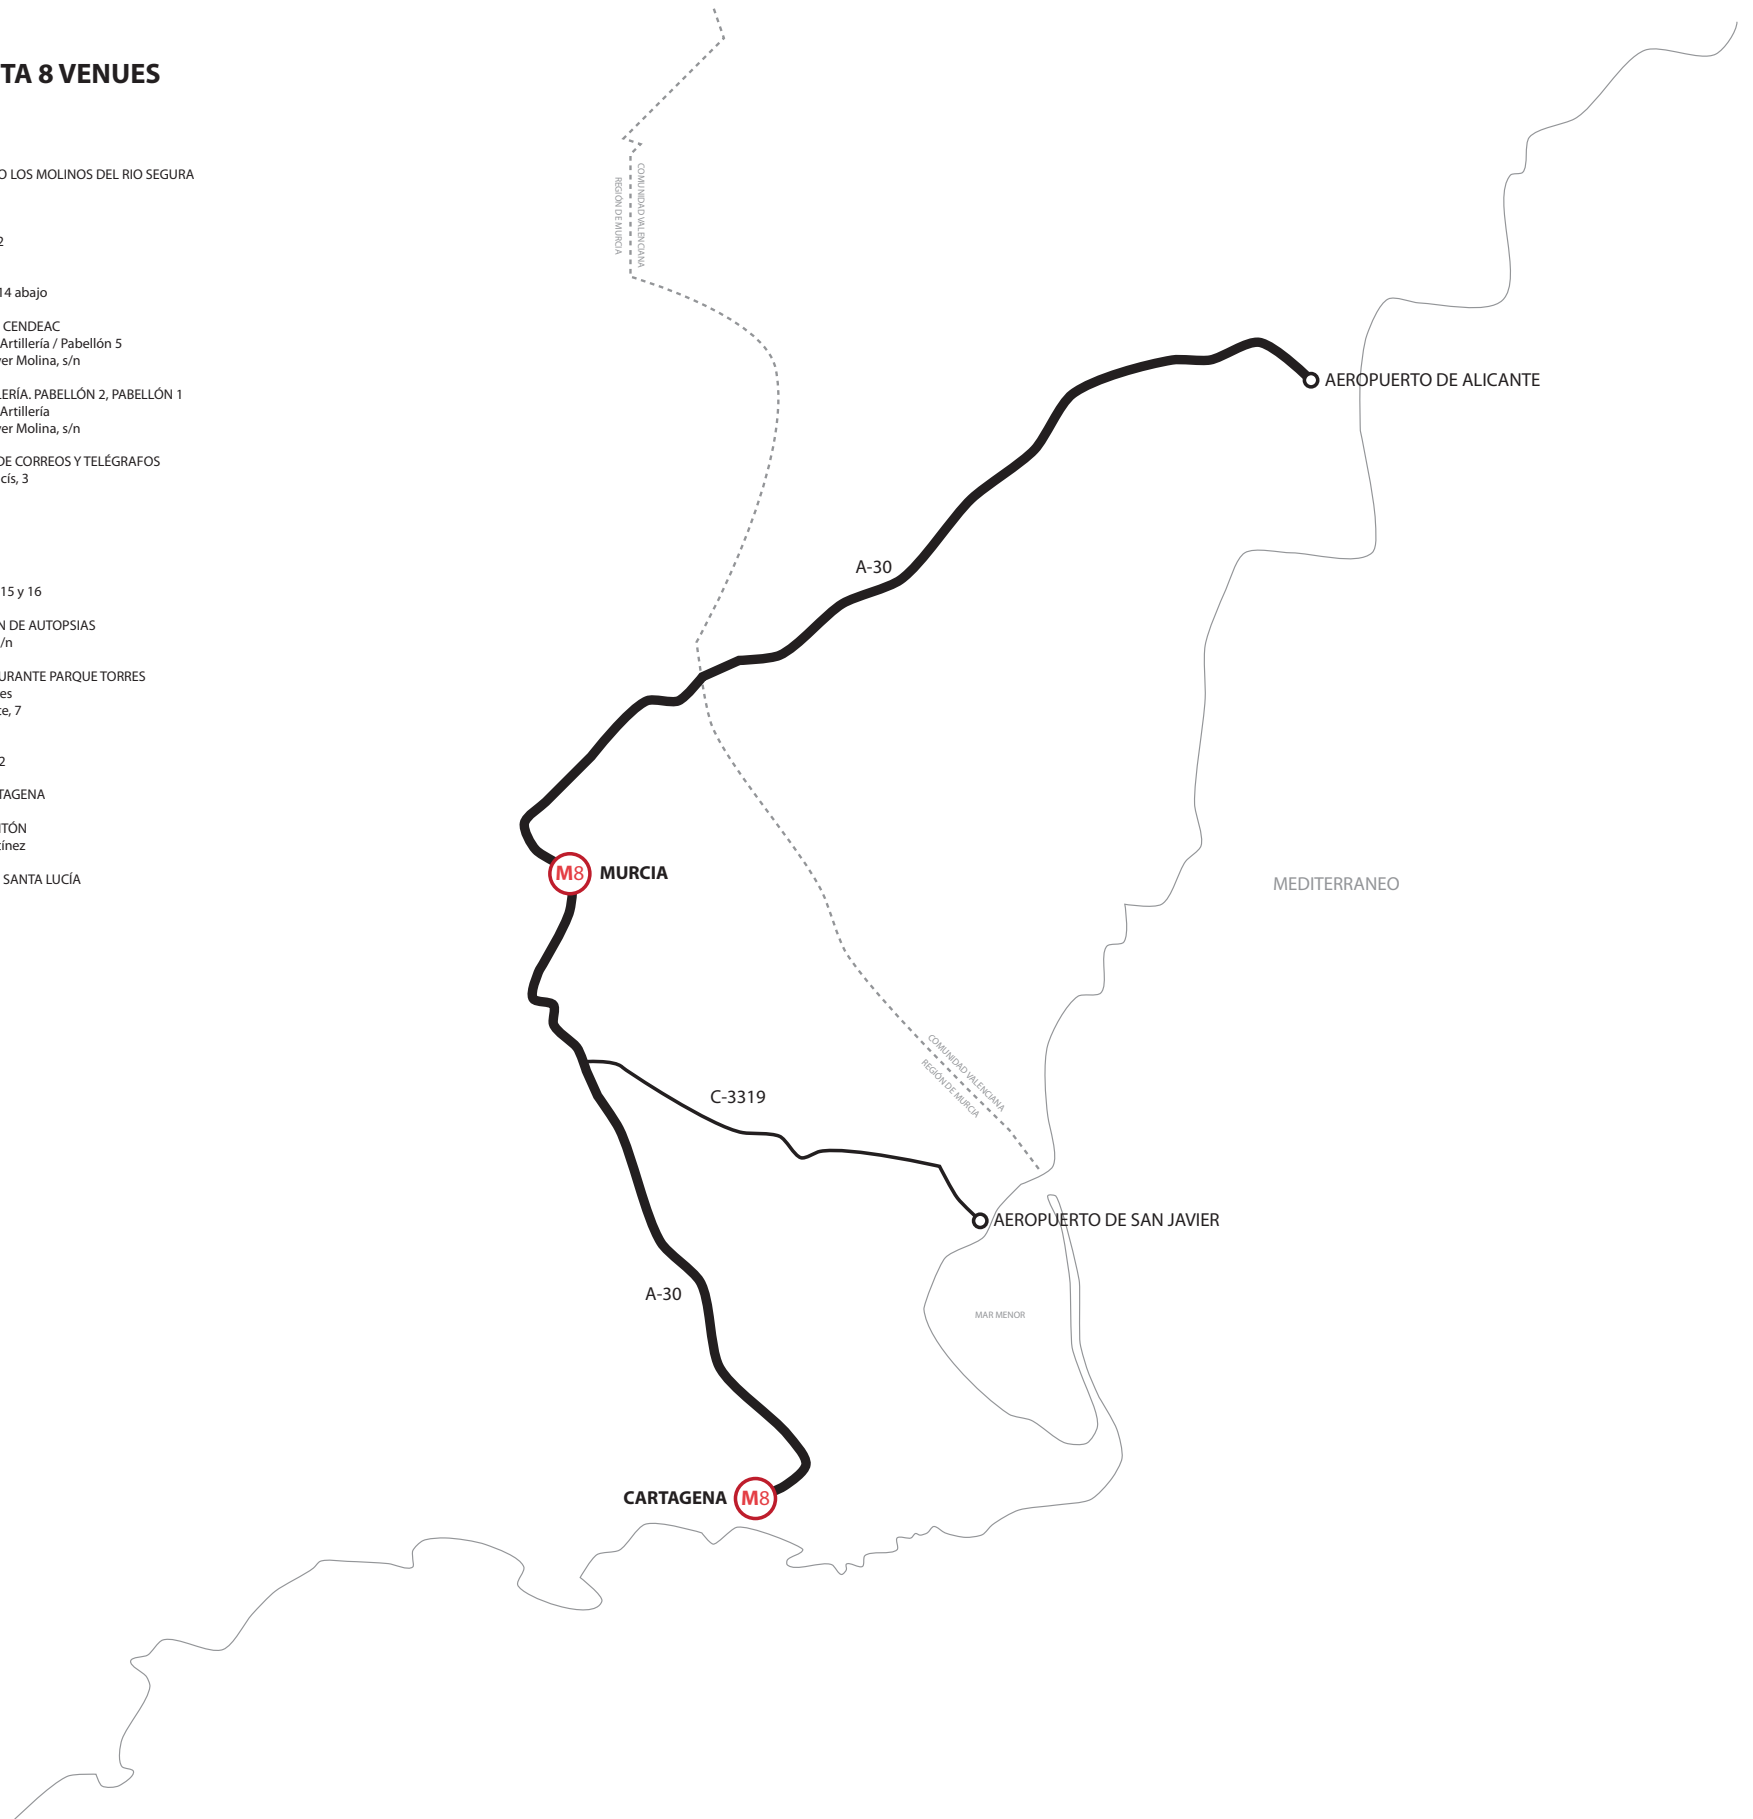 TA 8 VENUES
O LOS MOLINOS DEL RIO SEGURA
2
14 abajo
CENDEAC
Artillería / Pabellón 5
er Molina, s/n
LERÍA. PABELLÓN 2, PABELLÓN 1
Artillería
er Molina, s/n
DE CORREOS Y TELÉGRAFOS
cís, 3
15 y 16
N DE AUTOPSIAS
/n
URANTE PARQUE TORRES
es
te, 7
2
TAGENA
ITÓN
tínez
SANTA LUCÍA
COMUNIDAD VALENCIANA
REGIÓN DE MURCIA
AEROPUERTO DE ALICANTE
A-30
M8 MURCIA
MEDITERRANEO
COMUNIDAD VALENCIANA
REGIÓN DE MURCIA
C-3319
AEROPUERTO DE SAN JAVIER
A-30
MAR MENOR
CARTAGENA M8